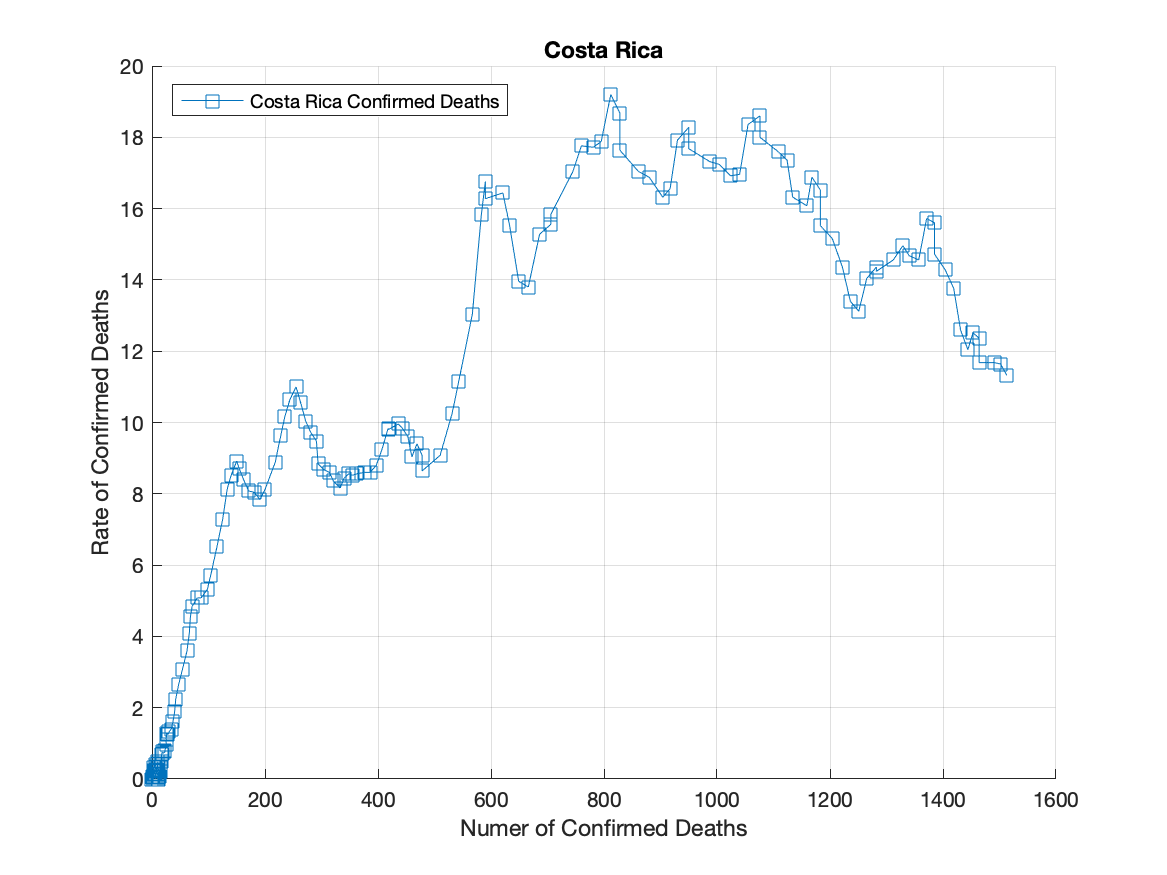 Costa Rica
Costa Rica Confirmed Deaths
Rate of Confirmed Deaths
20
18
16
14
12
10
8
6
4
2
0
0 200 400 600 800 1000 1200 1400 1600
Numer of Confirmed Deaths